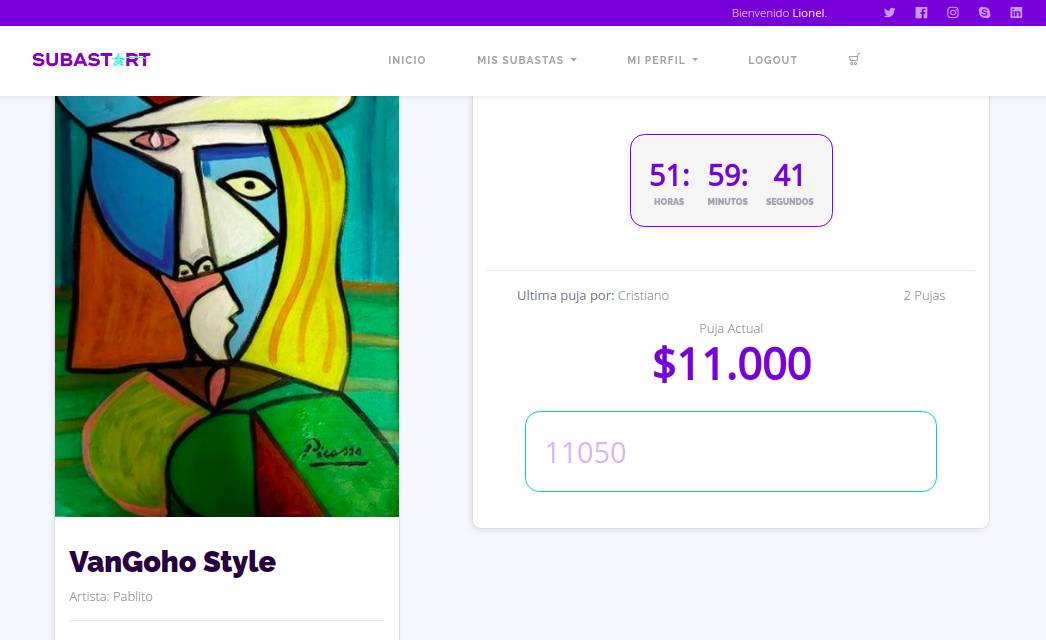 Bienvenido Lionel.
SUBASTART
INICIO
MIS SUBASTAS
MI PERFIL
LOGOUT
51: 59: 41
HORAS MINUTOS SEGUNDOS
Ultima puja por: Cristiano
2 Pujas
Puja Actual
$11.000
11050
Picasso
VanGoho Style
Artista: Pablito